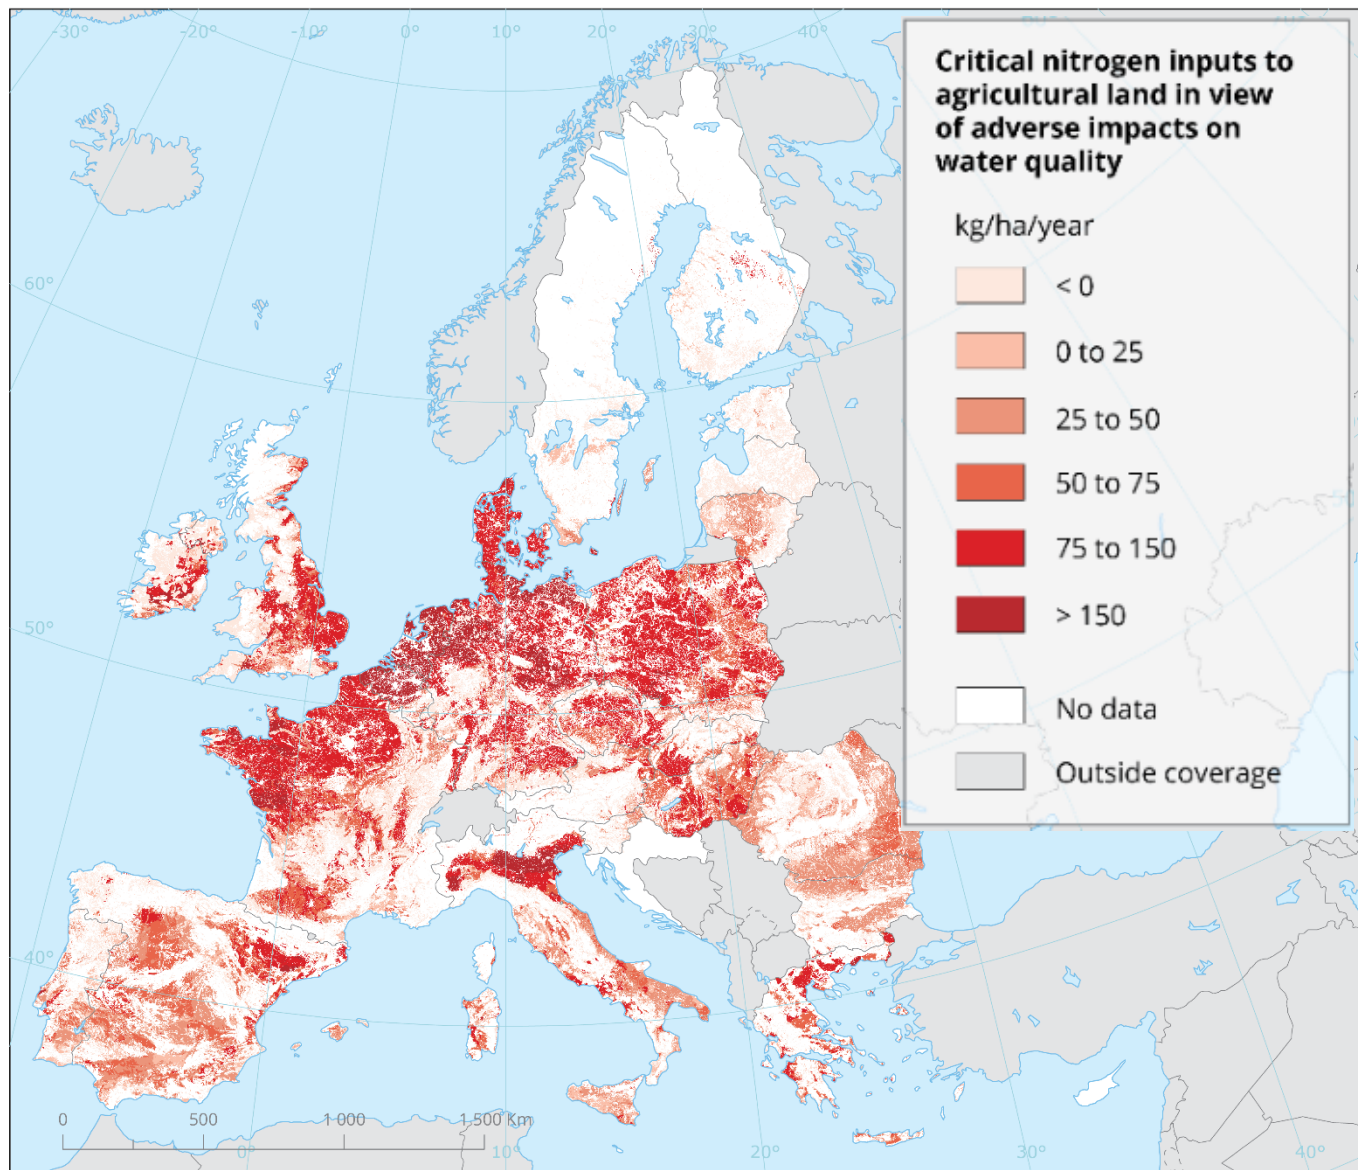 -30°
-20°
-10°
0°
10°
20°
30°
40°
60°
50°
40°
Critical nitrogen inputs to
agricultural land in view
of adverse impacts on
water quality
kg/ha/year
< 0
0 to 25
25 to 50
50 to 75
75 to 150
> 150
No data
Outside coverage
0
500
1 000
1 500 Km
0°
10°
20°
30°
40°